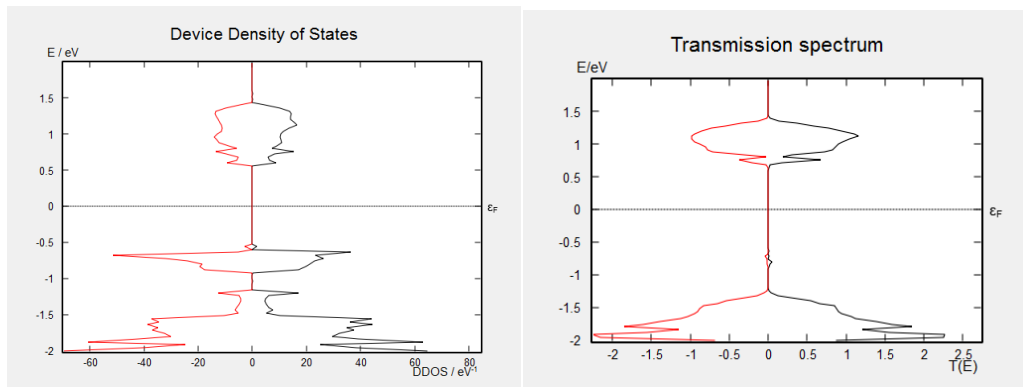 Device Density of States
E / eV
1.5
1
0.5
0
-0.5
-1
-1.5
-2
εF
-60 -40 -20 0 20 40 60 80
DDOS / eV-1
Transmission spectrum
E/eV
1.5
1
0.5
0
-0.5
-1
-1.5
-2
εF
-2 -1.5 -1 -0.5 0 0.5 1 1.5 2 2.5
T(E)